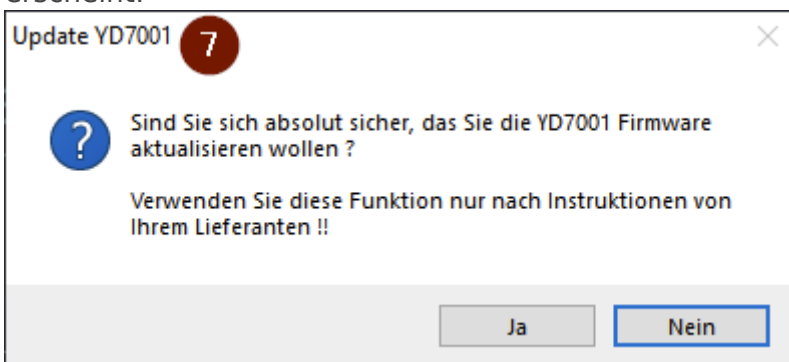 erscheint.
Update YD7001
7
Sind Sie sich absolut sicher, das Sie die YD7001 Firmware
aktualisieren wollen ?
Verwenden Sie diese Funktion nur nach Instruktionen von
Ihrem Lieferanten !!
Ja
Nein